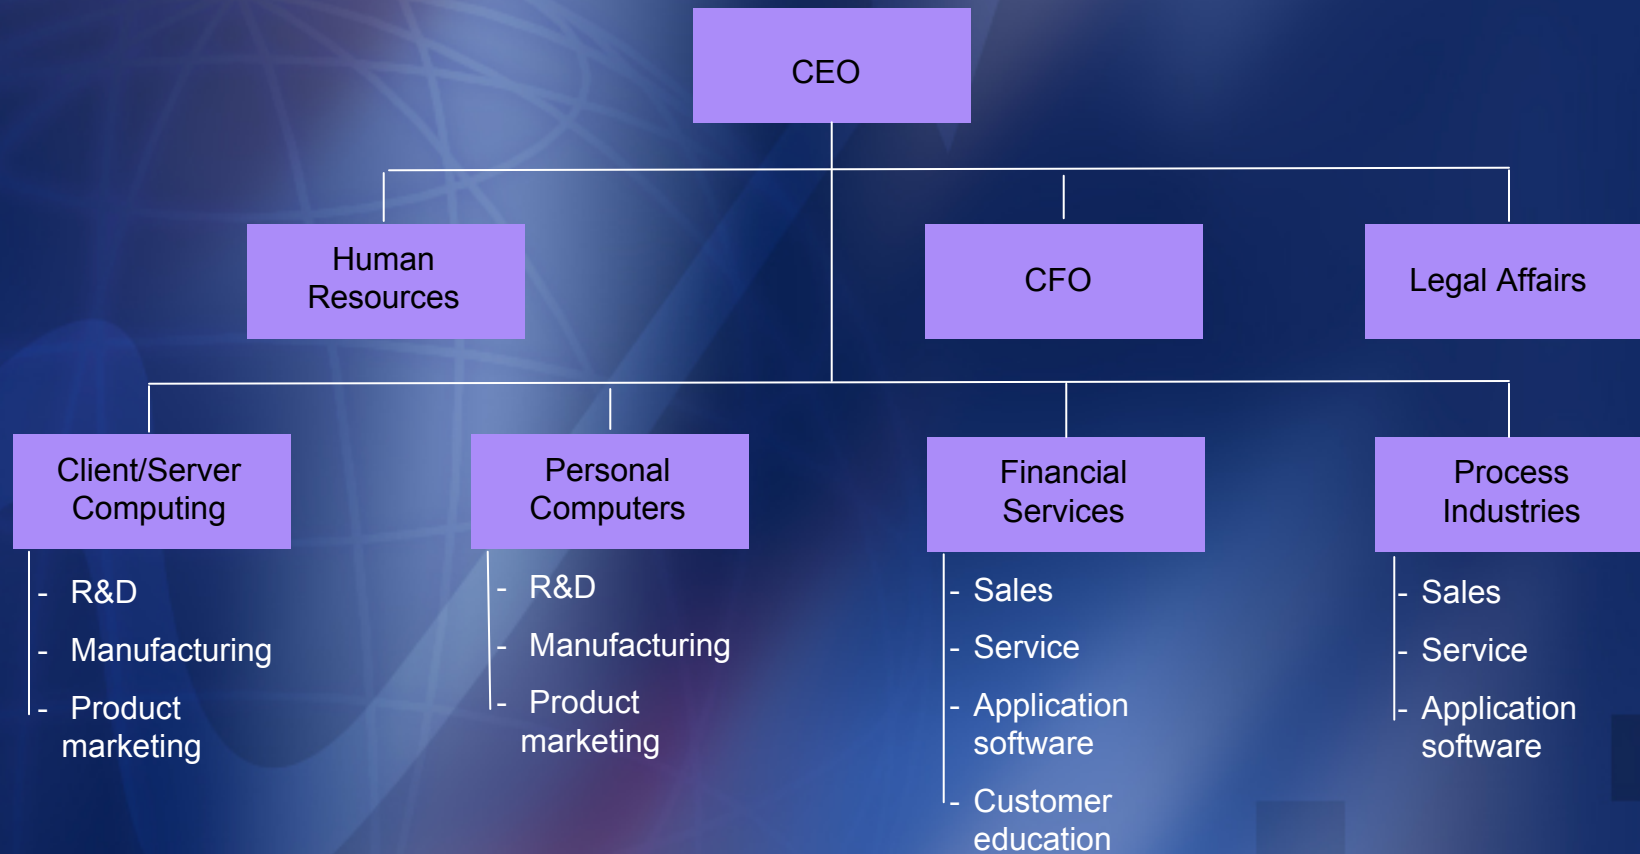 CEO
Human
Resources
CFO
Legal Affairs
Client/Server
Computing
Personal
Computers
Financial
Services
Process
Industries
- R&D
- Manufacturing
- Product
marketing
- R&D
- Manufacturing
- Product
marketing
- Sales
- Service
- Application
software
- Customer
education
- Sales
- Service
- Application
software